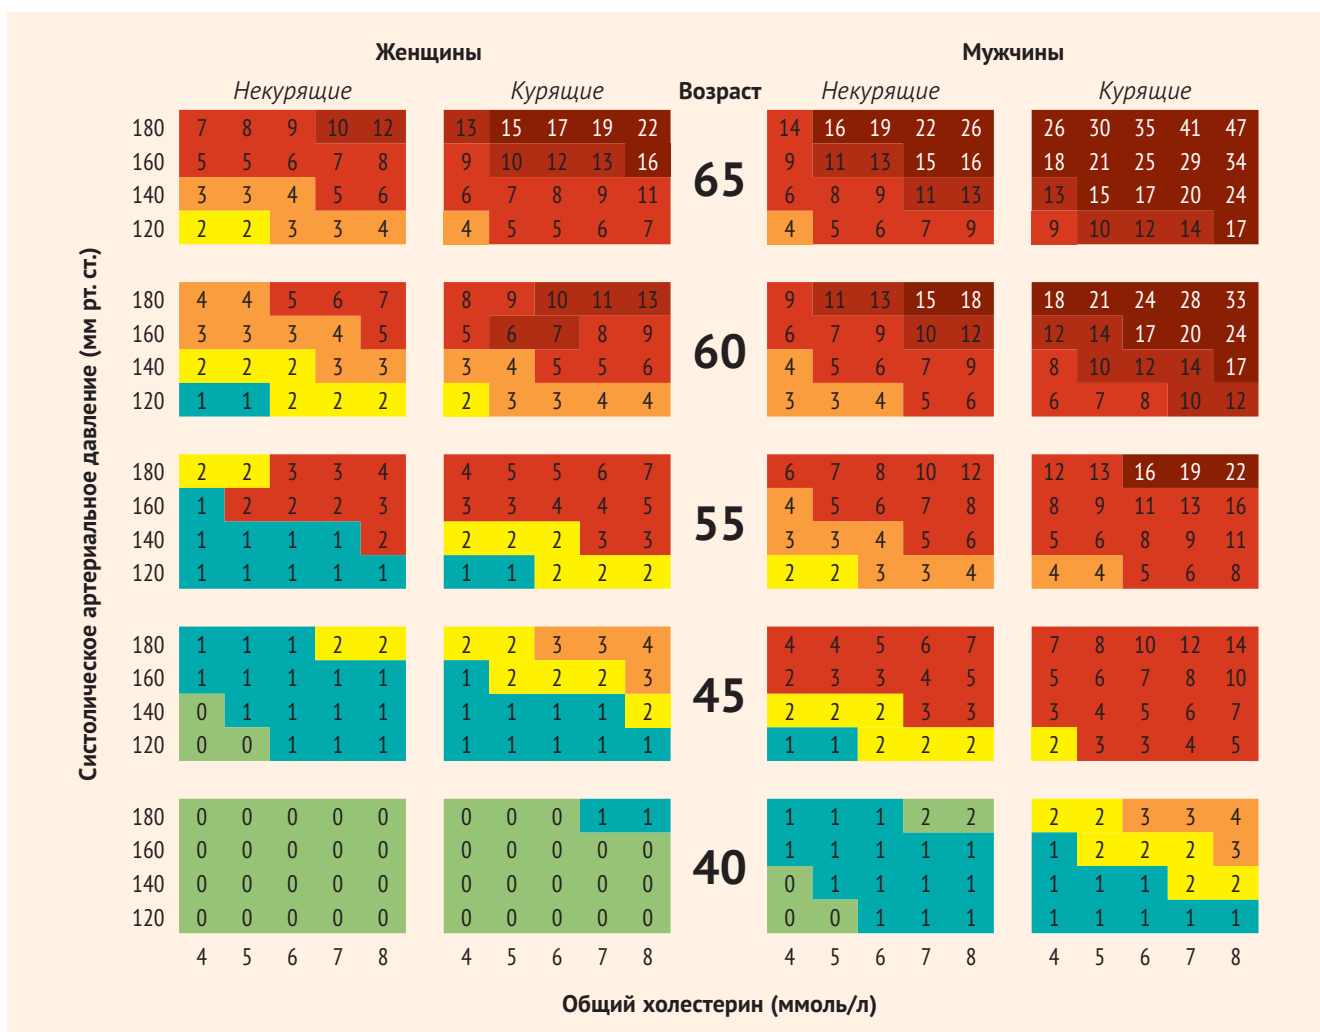 Женщины Мужчины
Некурящие Курящие Возраст Некурящие Курящие
Систолическое артериальное давление (мм рт. ст.)
180 7 8 9 10 12 13 15 17 19 22 14 16 19 22 26 26 30 35 41 47
160 5 5 6 7 8 9 10 12 13 16 9 11 13 15 16 18 21 25 29 34
65
140 3 3 4 5 6 6 7 8 9 11 6 8 9 11 13 13 15 17 20 24
120 2 2 3 3 4 4 5 5 6 7 4 5 6 7 9 9 10 12 14 17
180 4 4 5 6 7 8 9 10 11 13 9 11 13 15 18 18 21 24 28 33
160 3 3 3 4 5 5 6 7 8 9 6 7 9 10 12 12 14 17 20 24
60
140 2 2 2 3 3 3 4 5 5 6 4 5 6 7 9 8 10 12 14 17
120 1 1 2 2 2 2 3 3 4 4 3 3 4 5 6 6 7 8 10 12
180 2 2 3 3 4 4 5 5 6 7 6 7 8 10 12 12 13 16 19 22
160 1 2 2 2 3 3 3 4 4 5 4 5 6 7 8 8 9 11 13 16
55
140 1 1 1 1 2 2 2 2 3 3 3 3 4 5 6 5 6 8 9 11
120 1 1 1 1 1 1 1 2 2 2 2 2 3 3 4 4 4 5 6 8
180 1 1 1 2 2 2 2 3 3 4 4 4 5 6 7 7 8 10 12 14
160 1 1 1 1 1 1 2 2 2 3 2 3 3 4 5 5 6 7 8 10
45
140 0 1 1 1 1 1 1 1 1 2 2 2 2 3 3 3 4 5 6 7
120 0 0 1 1 1 1 1 1 1 1 1 1 2 2 2 2 3 3 4 5
180 0 0 0 0 0 0 0 0 1 1 1 1 1 2 2 2 2 3 3 4
160 0 0 0 0 0 0 0 0 0 0 1 1 1 1 1 1 2 2 2 3
40
140 0 0 0 0 0 0 0 0 0 0 0 1 1 1 1 1 1 1 2 2
120 0 0 0 0 0 0 0 0 0 0 0 0 1 1 1 1 1 1 1 1
4 5 6 7 8 4 5 6 7 8 4 5 6 7 8 4 5 6 7 8
Общий холестерин (ммоль/л)